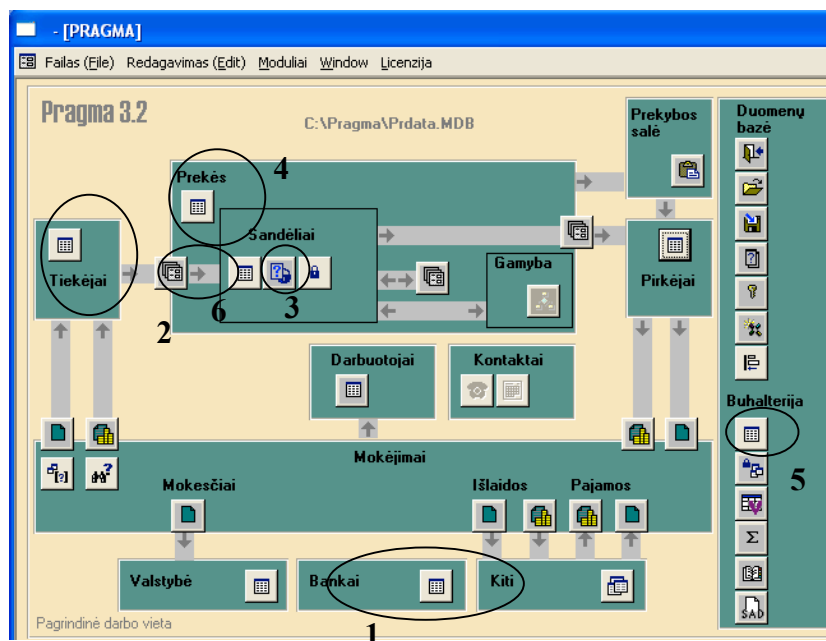 - [PRAGMA]
Failas (File) Redagavimas (Edit) Moduliai Window Licenzija
Pragma 3.2
C:\Pragma\Prdata.MDB
Prekybos
salė
Duomenų
bazė
Prekės
4
Sandėliai
Gamyba
Tiekėjai
Pirkėjai
2
6
3
Darbuotojai
Kontaktai
Buhalterija
Mokėjimai
5
Mokesčiai
Išlaidos
Pajamos
Σ
SAD
Valstybė
Bankai
Kiti
Pagrindinė darbo vieta
1